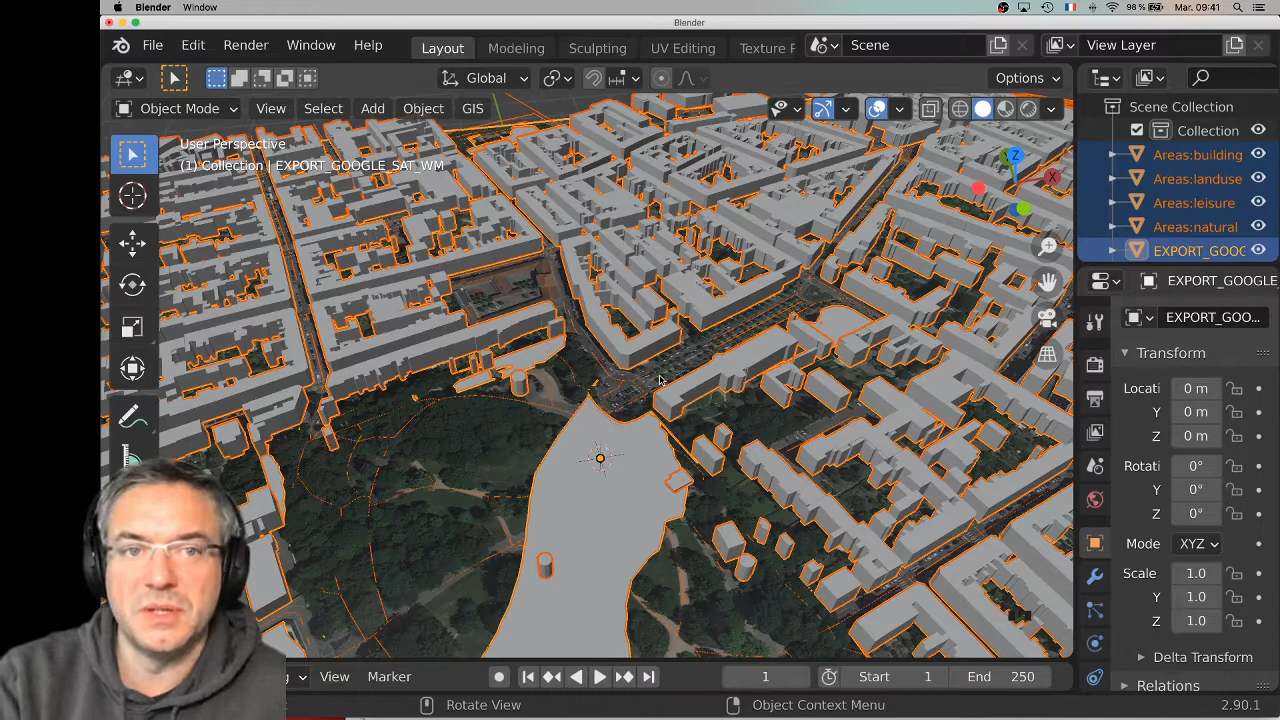 Blender Window 98 % Mar. 09:41
Blender
File Edit Render Window Help Layout Modeling Sculpting UV Editing Texture P Scene View Layer
Global Options
Object Mode View Select Add Object GIS
User Perspective
(1) Collection | EXPORT_GOOGLE_SAT_WM
Z
X
Scene Collection
Collection
Areas:building
Areas:landuse
Areas:leisure
Areas:natural
EXPORT_GOOG
EXPORT_GOOGLE
EXPORT_GOO...
Transform
Locati 0 m
Y 0 m
Z 0 m
Rotati 0°
Y 0°
Z 0°
Mode XYZ
Scale 1.0
Y 1.0
Z 1.0
Delta Transform
Relations
View Marker 1 Start 1 End 250
Rotate View Object Context Menu 2.90.1